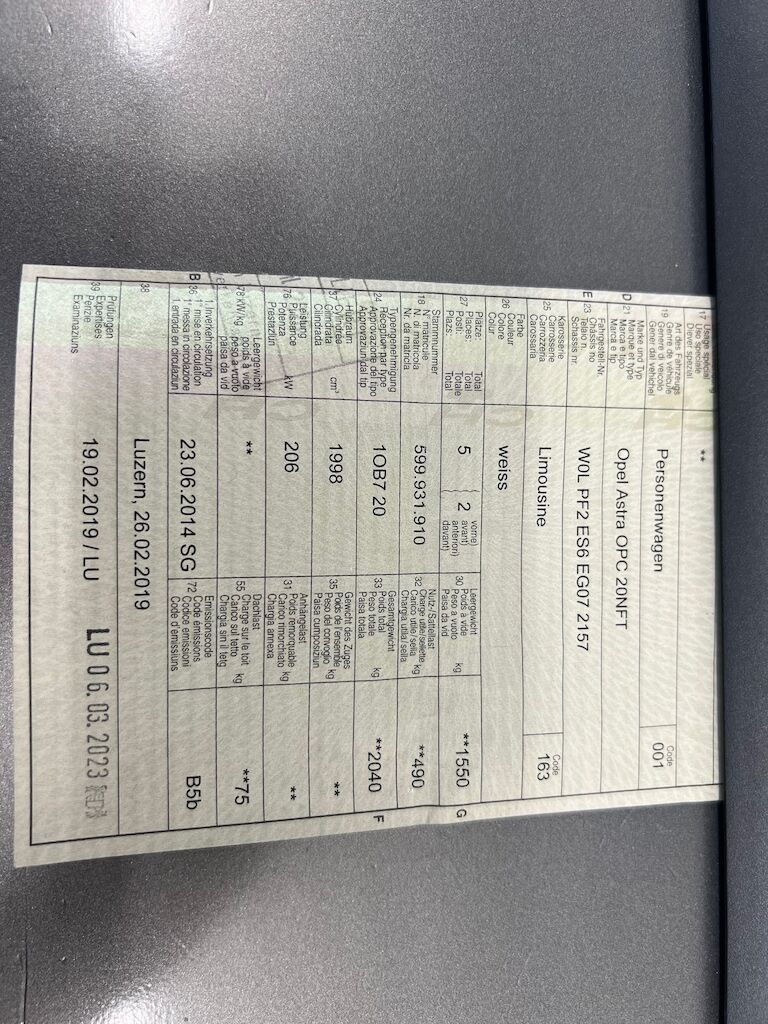 17 Usage spécial
Uso speciale
Diever spezial
**
Art des Fahrzeugs
19 Genre de véhicule
Genere di veicolo
Gener dal vehichel
Personenwagen
Code
001
Marke und Typ
D 21 Marque et type
Marca e tipo
Marca e tip
Opel Astra OPC 20NFT
Fahrgestell-Nr.
E 23 Châssis no
Telaio n.
Schassis nr.
W0L PF2 ES6 EG07 2157
Karosserie
25 Carrosserie
Carrozzeria
Carossaria
Limousine
Code
163
Farbe
26 Couleur
Colore
Colur
weiss
Plätze: Total
27 Places: Total
Posti: Totale
Plazs: Total
5
2
vorne)
avant)
anteriori)
davant)
Leergewicht
30 Poids à vide
Peso a vuoto kg
Paisa da vid
**1550 G
Stammnummer
18 N° matricule
N. di matricola
Nr. da matricla
599.931.910
Nutz-/Sattellast
32 Charge utile/sellette
Carico utile/sella kg
Chargia utila/sella
**490
Typengenehmigung
24 Réception par type
Approvazione del tipo
Approvaziun dal tip
1OB7 20
Gesamtgewicht
33 Poids total
Peso totale kg
Paisa totala
**2040 F
Hubraum
37 Cylindrée
Cilindrata cm³
Cilindrada
1998
Gewicht des Zuges
35 Poids de l'ensemble
Peso del convoglio kg
Paisa cumposiziun
**
Leistung
76 Puissance
Potenza kW
Prestaziun
206
Anhängelast
31 Poids remorquable
Carico rimorchiato kg
Chargia annexa
**
Leergewicht
78 kW/kg poids à vide
peso a vuoto
paisa da vid
**
Dachlast
55 Charge sur le toit
Carico sul tetto kg
Chargia sin il tetg
**75
1. Inverkehrsetzung
B 36 1re mise en circulation
1a messa in circolazione
1. entrada en circulaziun
23.06.2014 SG
Emissionscode
72 Code émissions
Codice emissioni
Code d'emissiuns
B5b
38
Luzern, 26.02.2019
Prüfungen
39 Expertises
Perizie
Examinaziuns
19.02.2019 / LU
LU 0 6. 03. 2023